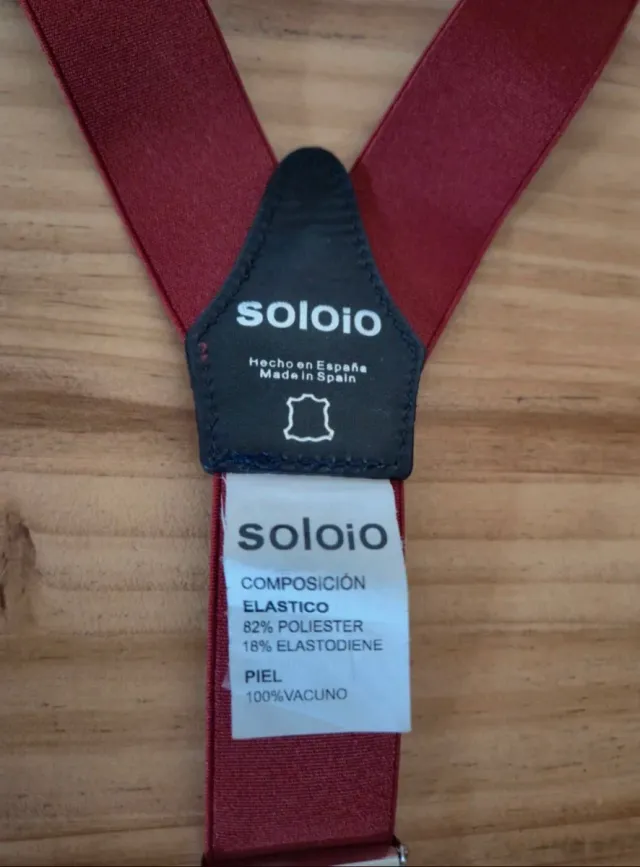 soloio
Hecho en España
Made in Spain
soloio
COMPOSICIÓN
ELASTICO
82% POLIESTER
18% ELASTODIENE
PIEL
100%VACUNO